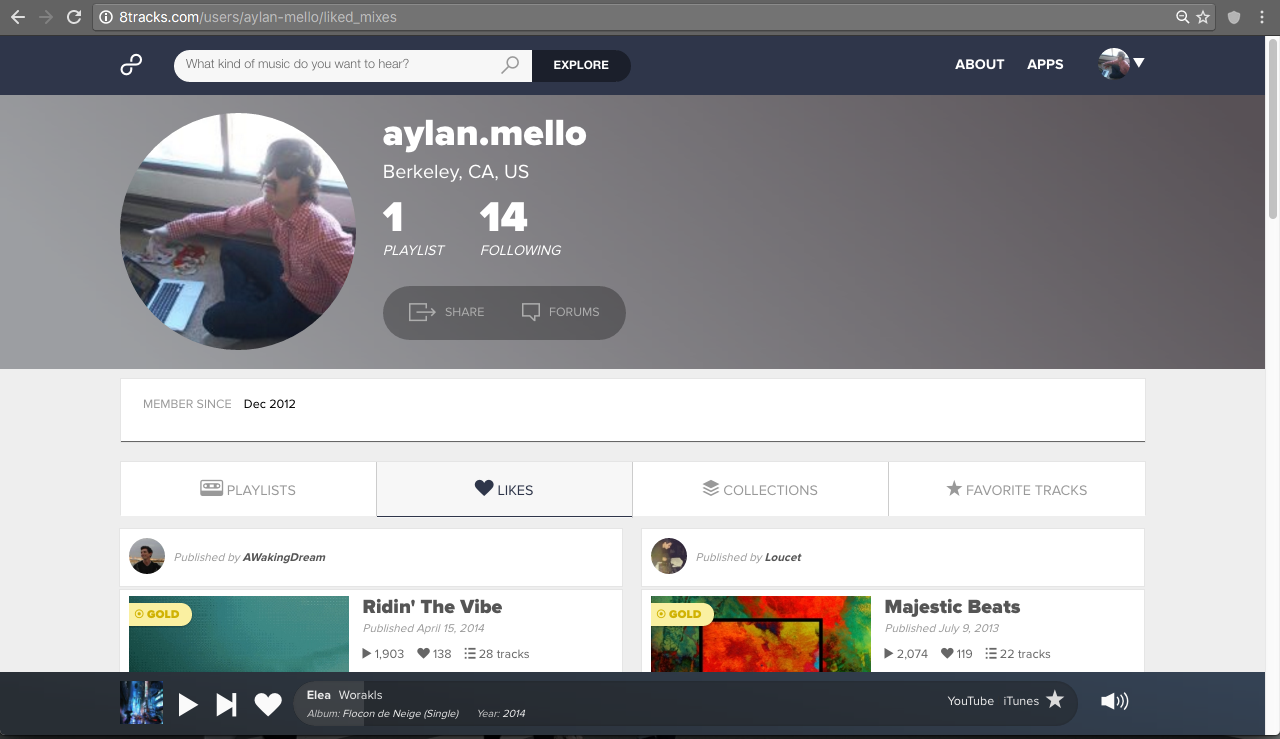 8tracks.com/users/aylan-mello/liked_mixes
What kind of music do you want to hear?
EXPLORE
ABOUT
APPS
aylan.mello
Berkeley, CA, US
1 14
PLAYLIST FOLLOWING
SHARE FORUMS
MEMBER SINCE Dec 2012
PLAYLISTS LIKES COLLECTIONS FAVORITE TRACKS
Published by AWakingDream
GOLD
Ridin' The Vibe
Published April 15, 2014
1,903 138 28 tracks
Published by Loucet
GOLD
Majestic Beats
Published July 9, 2013
2,074 119 22 tracks
Elea Worakls
Album: Flocon de Neige (Single) Year: 2014
YouTube iTunes